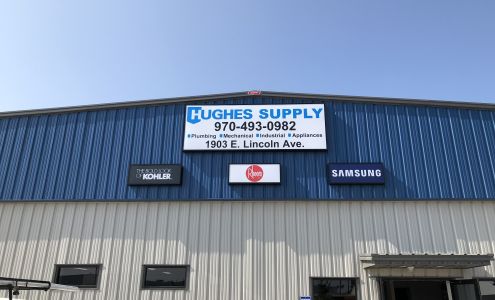 HUGHES SUPPLY
970-493-0982
Plumbing Mechanical Industrial Appliances
1903 E. Lincoln Ave.
THE BOLD LOOK
OF KOHLER
Rheem
SAMSUNG